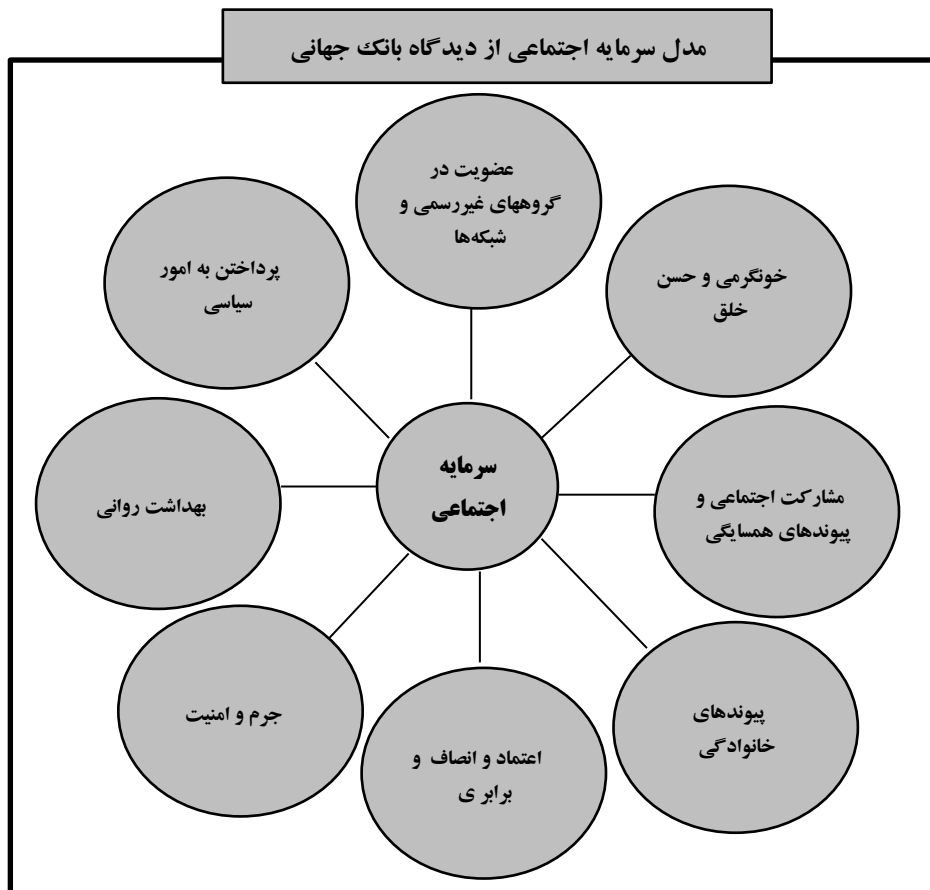 مدل سرمایه اجتماعی از دیدگاه بانک جهانی
عضویت در
گروههای غیررسمی و
شبکه‌ها
خونگرمی و حسن
خلق
پرداختن به امور
سیاسی
سرمایه
اجتماعی
مشارکت اجتماعی و
پیوندهای همسایگی
بهداشت روانی
پیوندهای
خانوادگی
جرم و امنیت
اعتماد و انصاف و
برابر ی